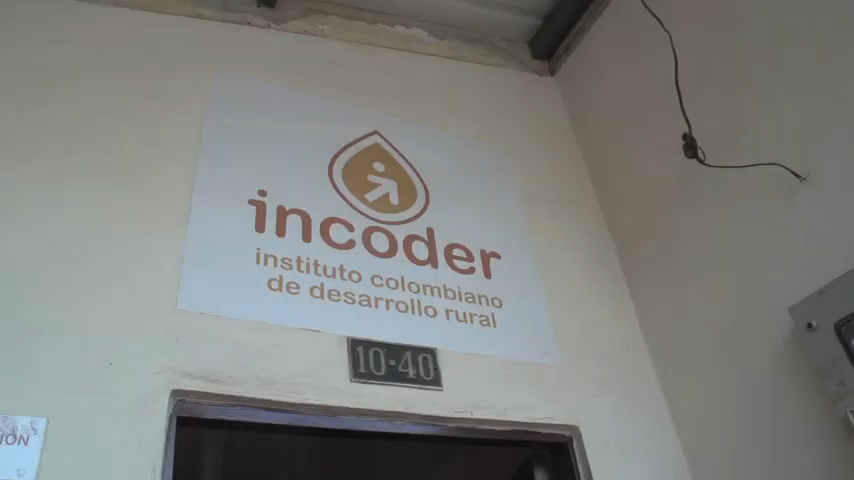 incoder
instituto colombiano
de desarrollo rural
10-40